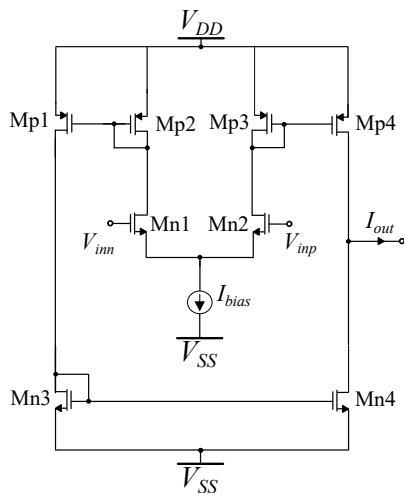 V_DD
Mp1
Mp2
Mp3
Mp4
Mn1
Mn2
V_inn
V_inp
I_out
I_bias
V_SS
Mn3
Mn4
V_SS